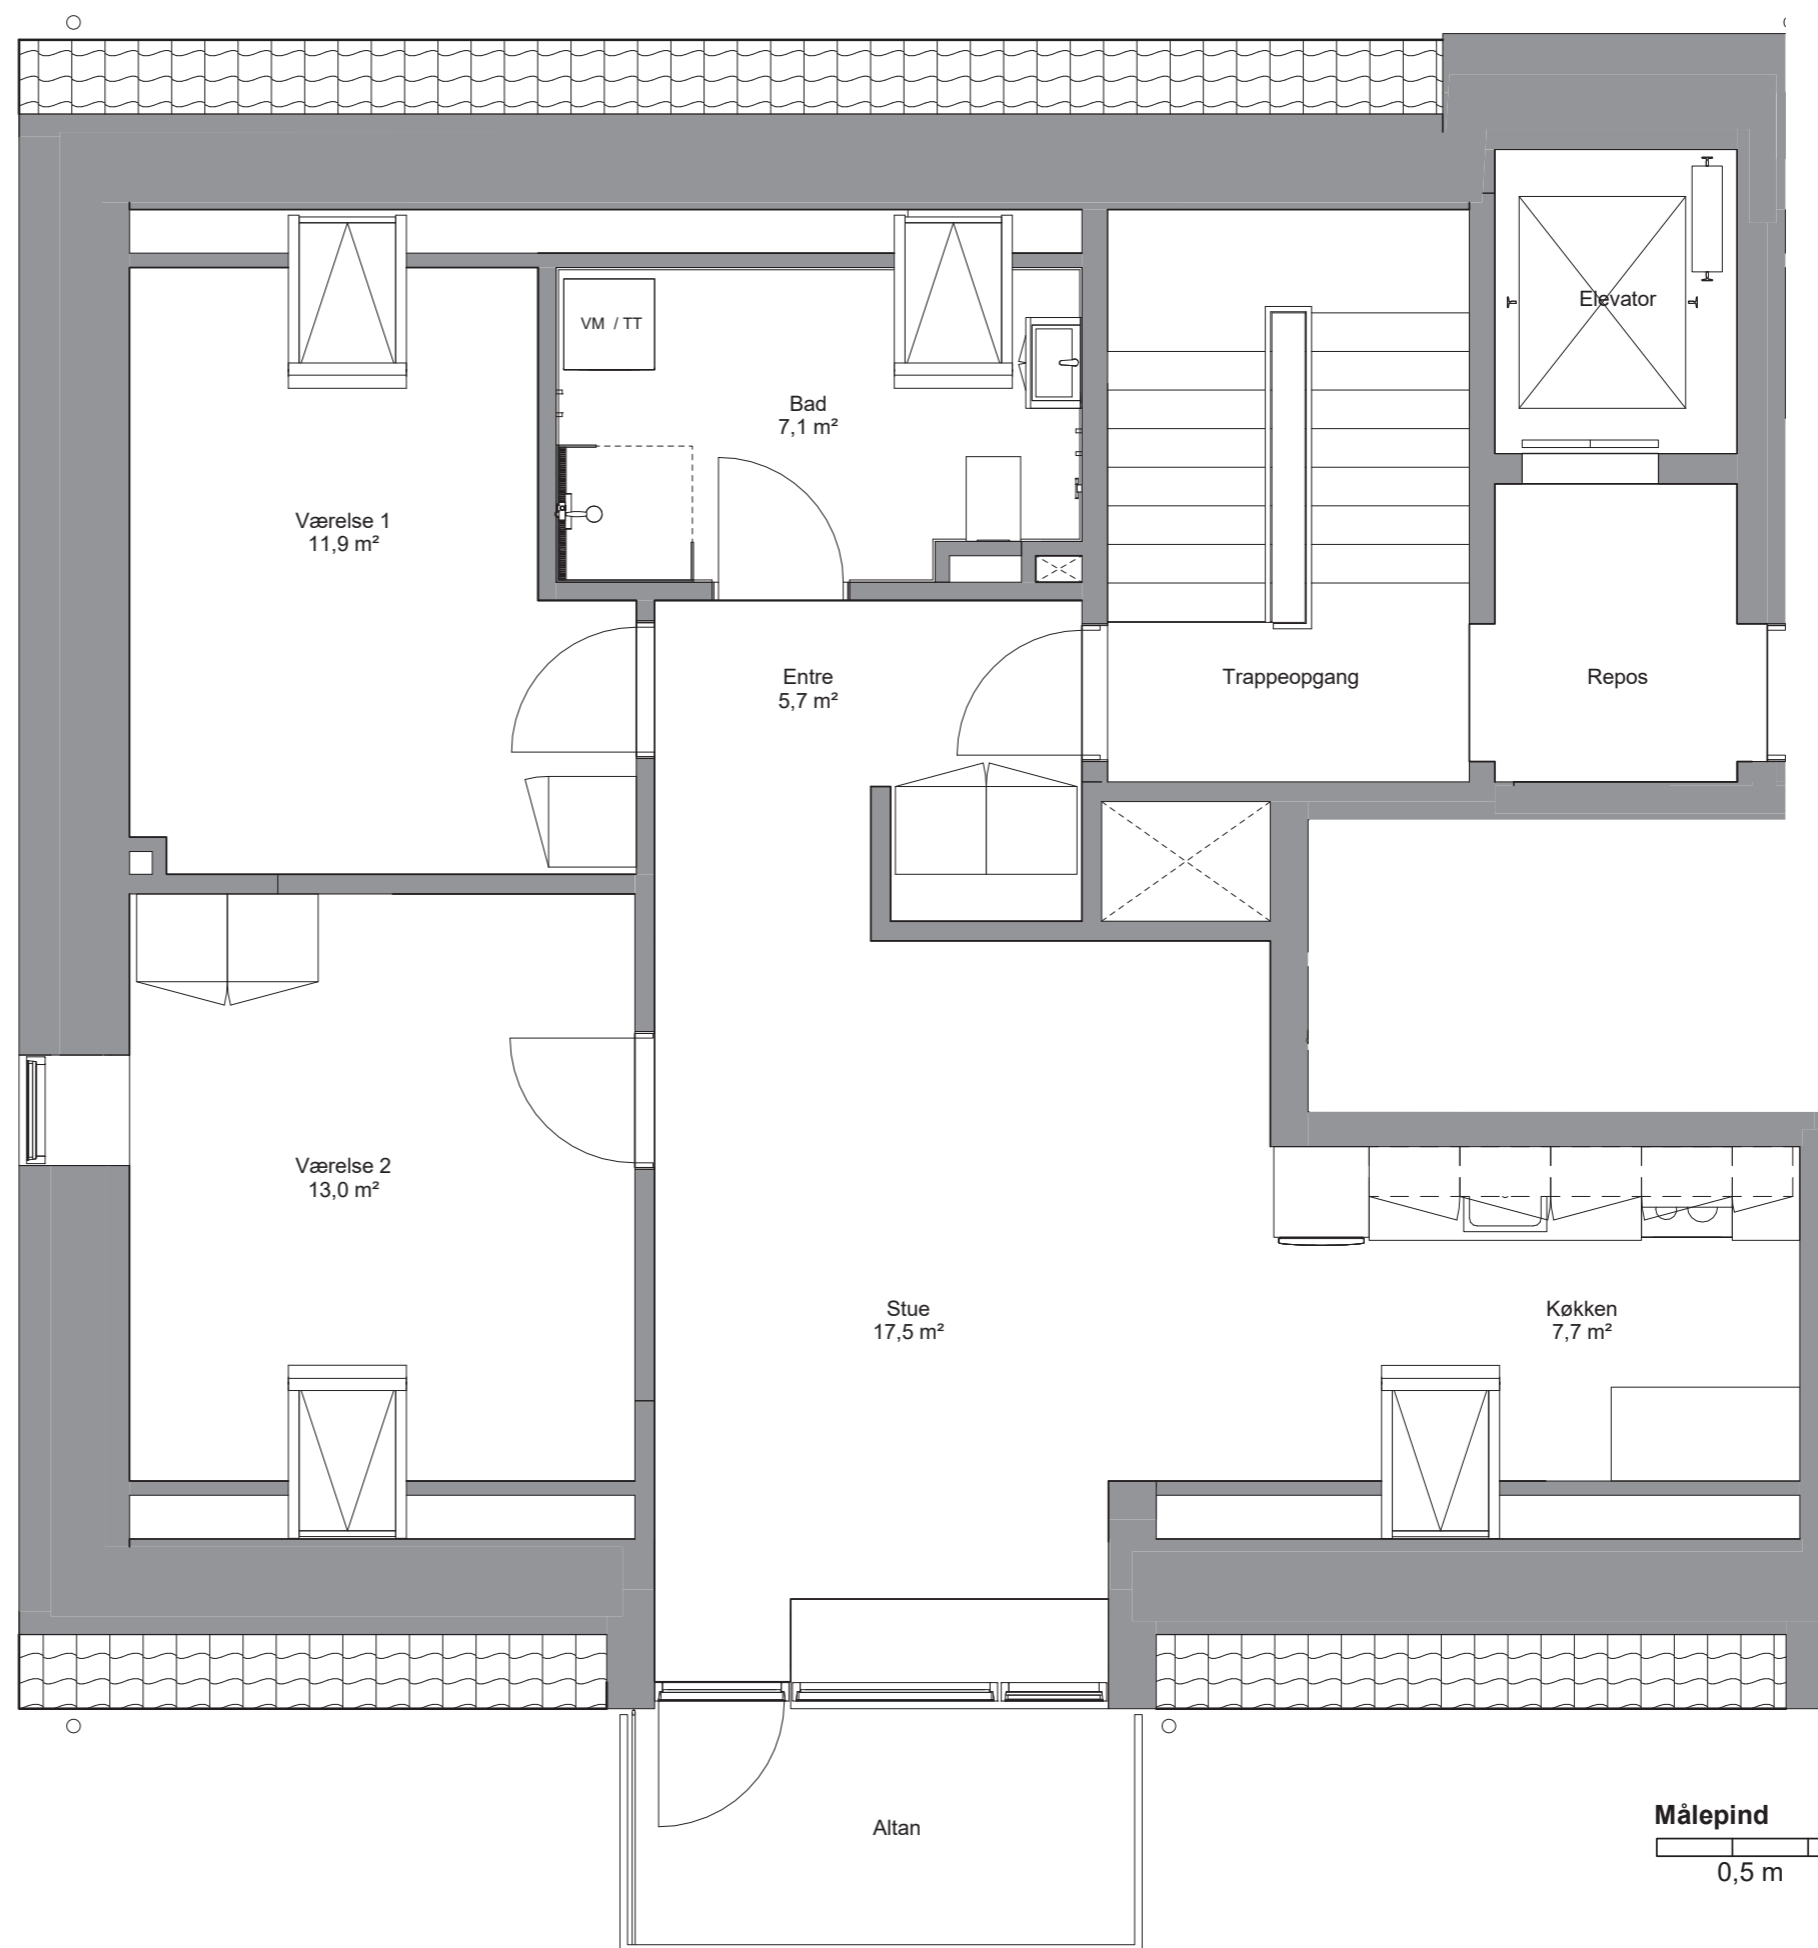 Elevator
VM / TT
Bad
7,1 m²
Værelse 1
11,9 m²
Entre
5,7 m²
Trappeopgang
Repos
Værelse 2
13,0 m²
Stue
17,5 m²
Køkken
7,7 m²
Målepind
Altan
0,5 m